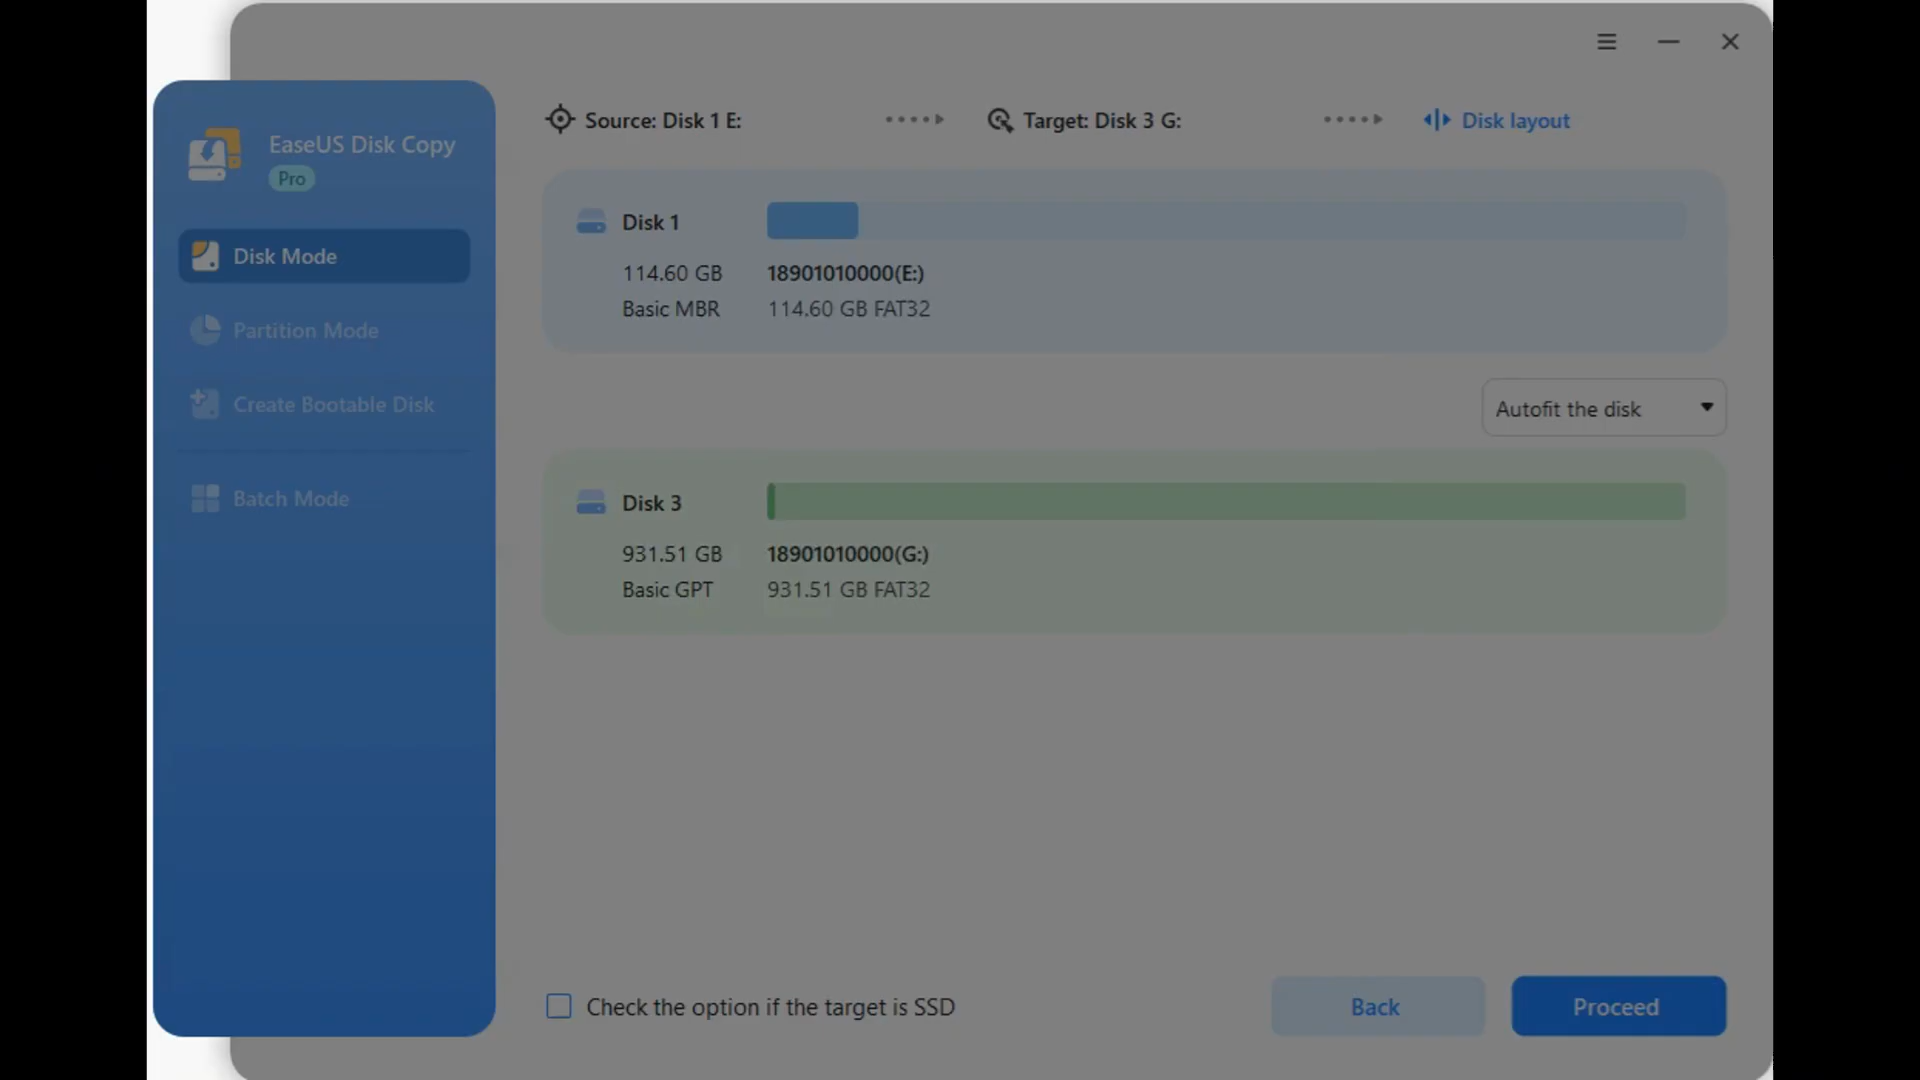 EaseUS Disk Copy
Pro
Disk Mode
Partition Mode
Create Bootable Disk
Batch Mode
Source: Disk 1 E:
Target: Disk 3 G:
Disk layout
Disk 1
114.60 GB
Basic MBR
18901010000(E:)
114.60 GB FAT32
Autofit the disk
Disk 3
931.51 GB
Basic GPT
18901010000(G:)
931.51 GB FAT32
Check the option if the target is SSD
Back
Proceed